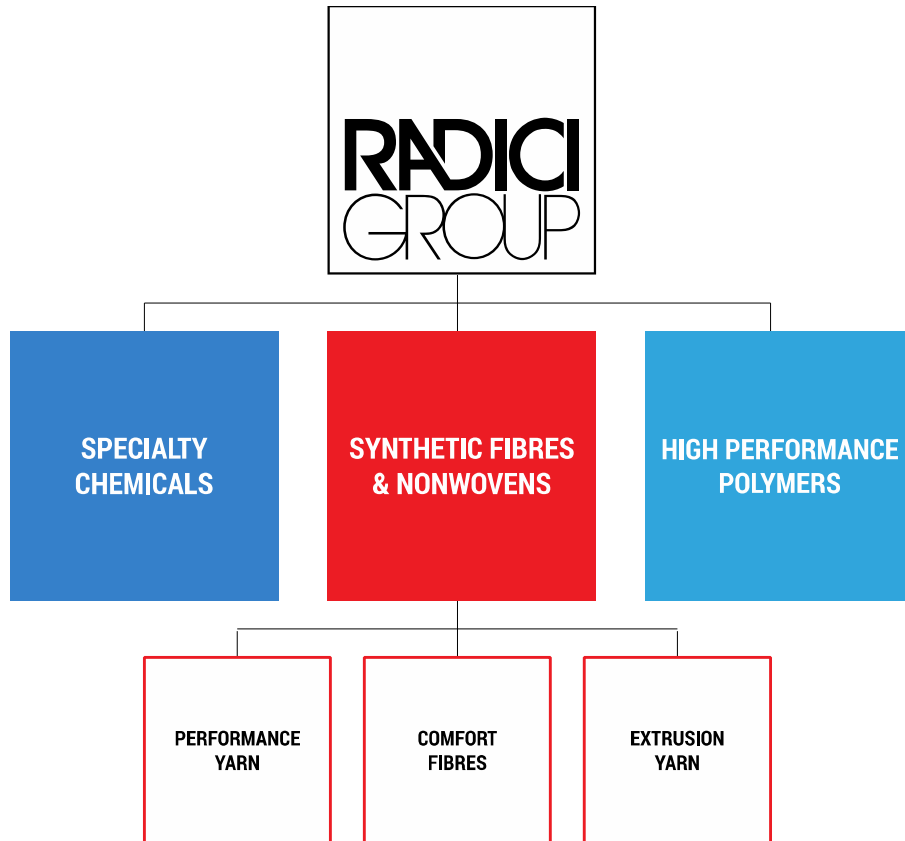 RADICI
GROUP
SPECIALTY
CHEMICALS
SYNTHETIC FIBRES
& NONWOVENS
HIGH PERFORMANCE
POLYMERS
PERFORMANCE
YARN
COMFORT
FIBRES
EXTRUSION
YARN